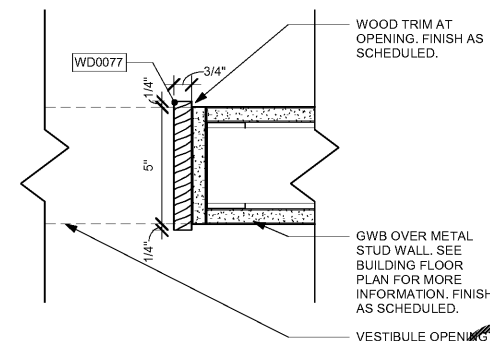 WOOD TRIM AT
OPENING. FINISH AS
SCHEDULED.
WD0077
3/4"
1/4"
5"
1/4"
GWB OVER METAL
STUD WALL. SEE
BUILDING FLOOR
PLAN FOR MORE
INFORMATION. FINISH
AS SCHEDULED.
VESTIBULE OPENING